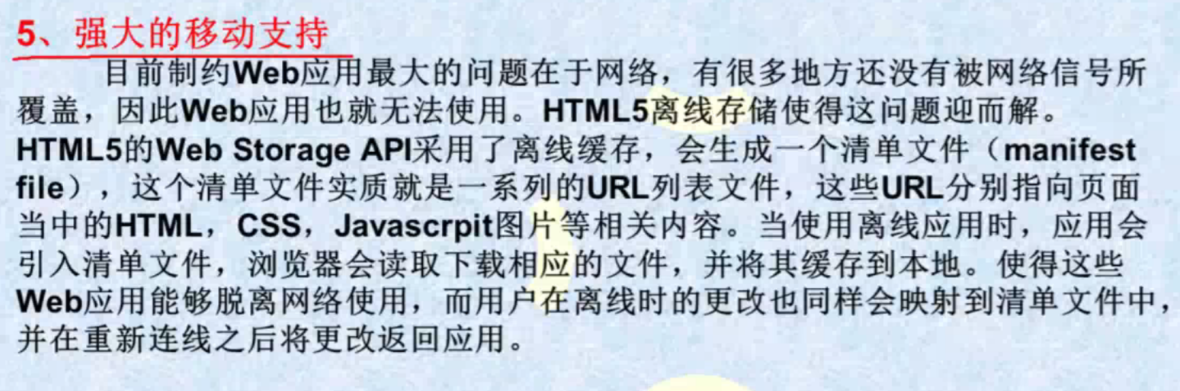 5、强大的移动支持
目前制约Web应用最大的问题在于网络，有很多地方还没有被网络信号所
覆盖，因此Web应用也就无法使用。HTML5离线存储使得这问题迎而解。
HTML5的Web Storage API采用了离线缓存，会生成一个清单文件（manifest
file），这个清单文件实质就是一系列的URL列表文件，这些URL分别指向页面
当中的HTML，CSS，Javascrpit图片等相关内容。当使用离线应用时，应用会
引入清单文件，浏览器会读取下载相应的文件，并将其缓存到本地。使得这些
Web应用能够脱离网络使用，而用户在离线时的更改也同样会映射到清单文件中，
并在重新连线之后将更改返回应用。